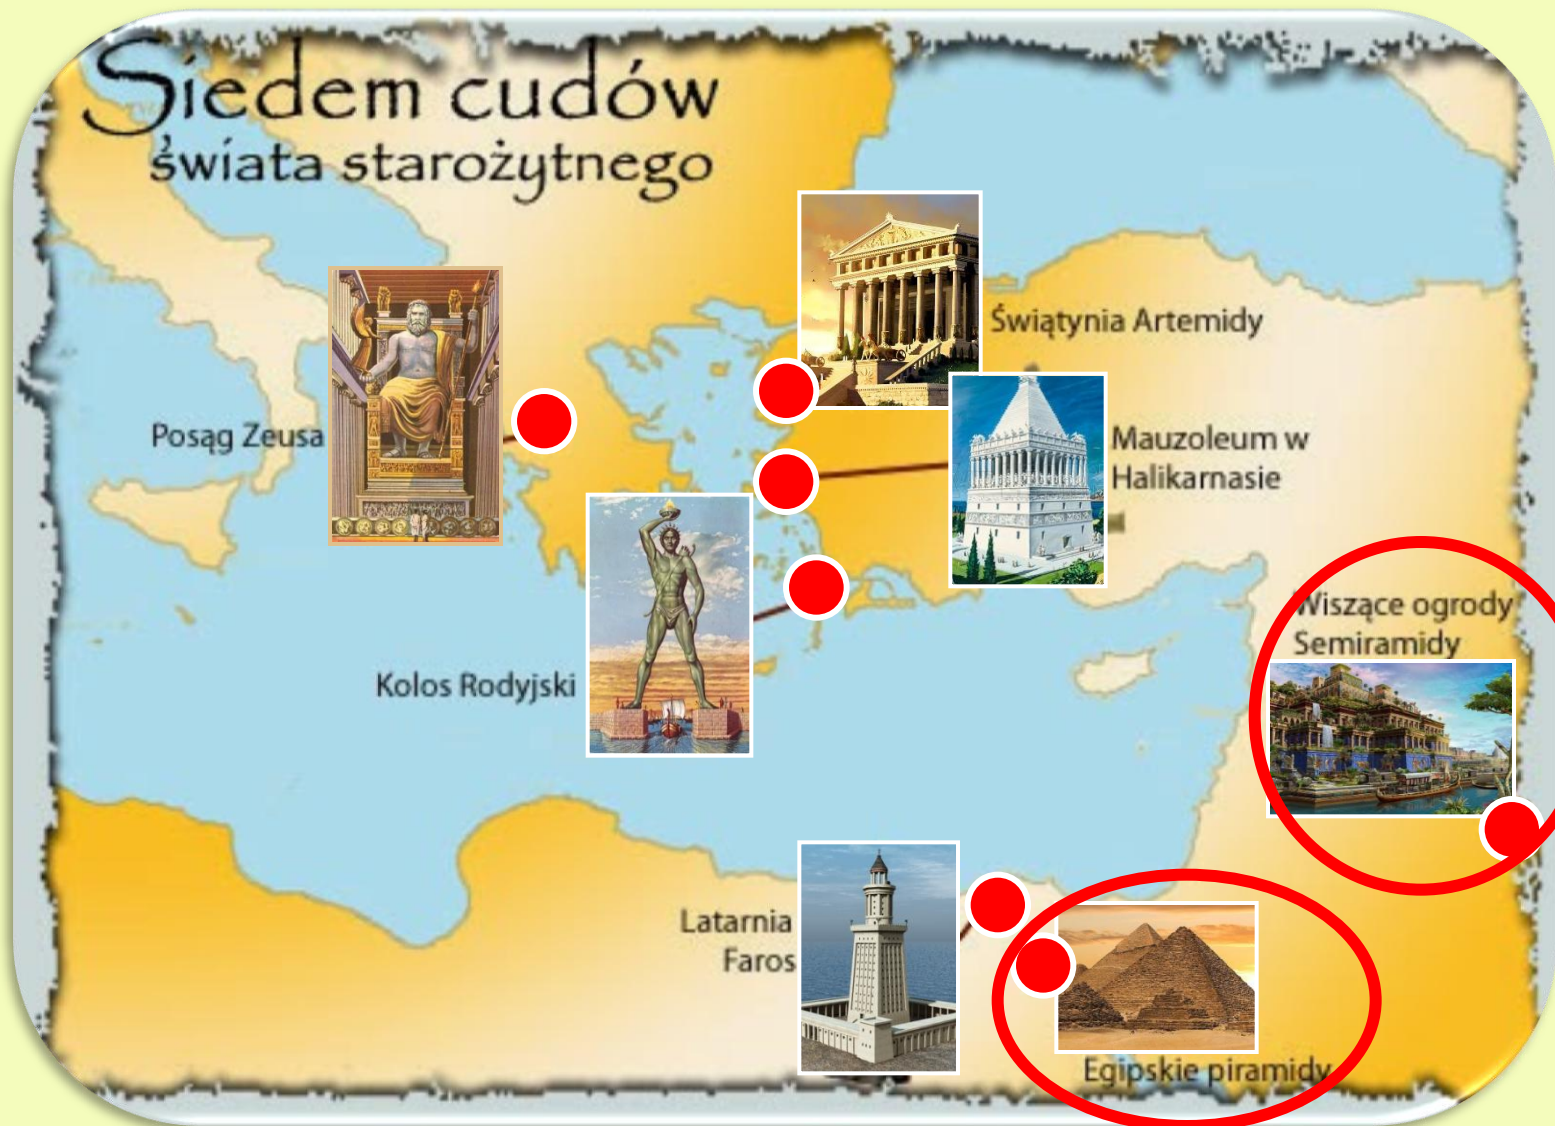 Siedem cudów
świata starożytnego
Świątynia Artemidy
Posąg Zeusa
Mauzoleum w
Halikarnasie
Wiszące ogrody
Semiramidy
Kolos Rodyjski
Latarnia
Faros
Egipskie piramidy